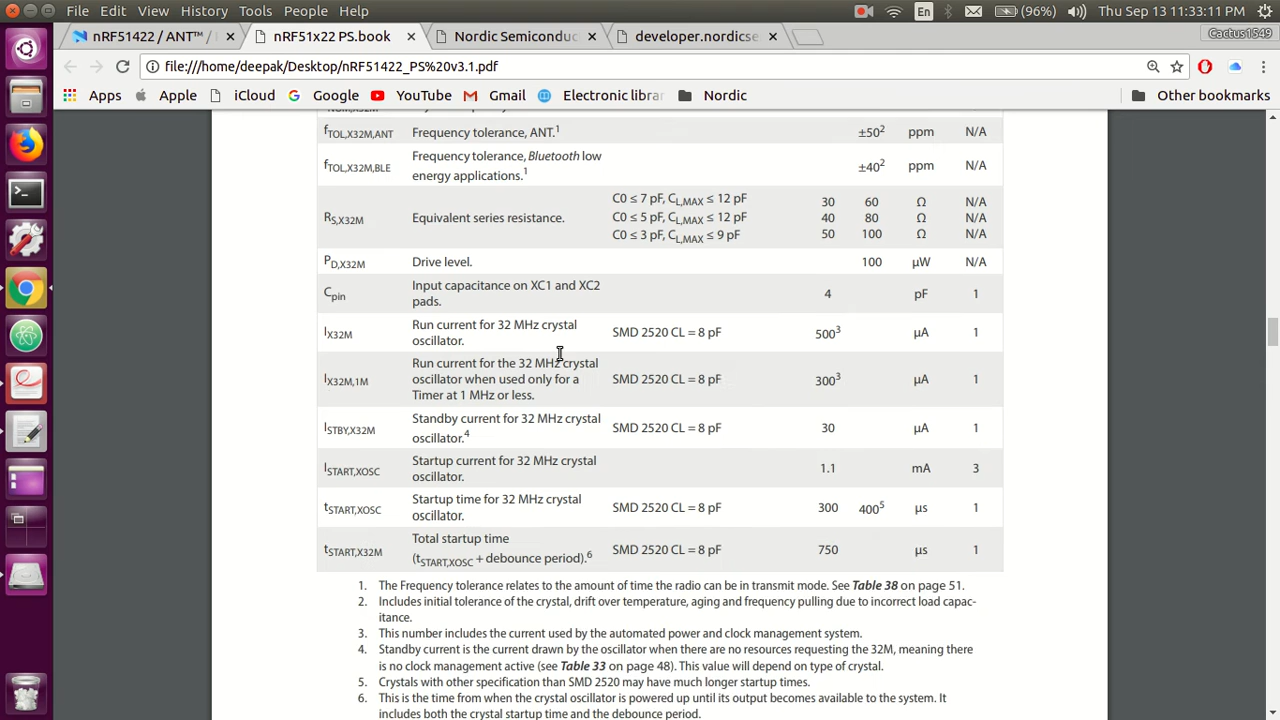 File Edit View History Bookmarks Tools People Help
En (96%) Thu Sep 13 11:33:11 PM
nRF51422 / ANT™ / nRF51x22 PS.book Nordic Semiconduc developer.nordicse Cactus1549
file:///home/deepak/Desktop/nRF51422_PS%20v3.1.pdf
Apps Apple iCloud Google YouTube Gmail Electronic librar Nordic Other bookmarks
fTOL,X32M,ANT Frequency tolerance, ANT.1 ±502 ppm N/A
fTOL,X32M,BLE Frequency tolerance, Bluetooth low energy applications.1 ±402 ppm N/A
RS,X32M Equivalent series resistance.
C0 ≤ 7 pF, CL,MAX ≤ 12 pF 30 60 Ω N/A
C0 ≤ 5 pF, CL,MAX ≤ 12 pF 40 80 Ω N/A
C0 ≤ 3 pF, CL,MAX ≤ 9 pF 50 100 Ω N/A
PD,X32M Drive level. 100 µW N/A
Cpin Input capacitance on XC1 and XC2
pads. 4 pF 1
IX32M Run current for 32 MHz crystal
oscillator. SMD 2520 CL = 8 pF 5003 µA 1
IX32M,1M Run current for the 32 MHz crystal
oscillator when used only for a
Timer at 1 MHz or less. SMD 2520 CL = 8 pF 3003 µA 1
ISTBY,X32M Standby current for 32 MHz crystal
oscillator.4 SMD 2520 CL = 8 pF 30 µA 1
ISTART,XOSC Startup current for 32 MHz crystal
oscillator. 1.1 mA 3
tSTART,XOSC Startup time for 32 MHz crystal
oscillator. SMD 2520 CL = 8 pF 300 4005 µs 1
tSTART,X32M Total startup time
(tSTART,XOSC + debounce period).6 SMD 2520 CL = 8 pF 750 µs 1
1. The Frequency tolerance relates to the amount of time the radio can be in transmit mode. See Table 38 on page 51.
2. Includes initial tolerance of the crystal, drift over temperature, aging and frequency pulling due to incorrect load capac-
itance.
3. This number includes the current used by the automated power and clock management system.
4. Standby current is the current drawn by the oscillator when there are no resources requesting the 32M, meaning there
is no clock management active (see Table 33 on page 48). This value will depend on type of crystal.
5. Crystals with other specification than SMD 2520 may have much longer startup times.
6. This is the time from when the crystal oscillator is powered up until its output becomes available to the system. It
includes both the crystal startup time and the debounce period.